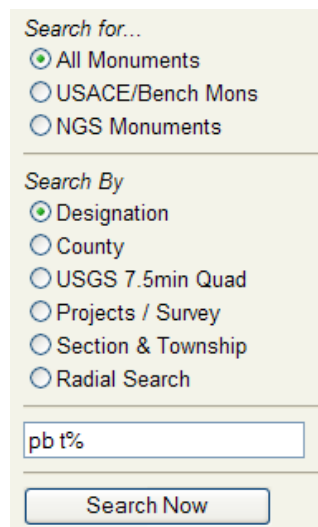 Search for...
All Monuments
USACE/Bench Mons
NGS Monuments
Search By
Designation
County
USGS 7.5min Quad
Projects / Survey
Section & Township
Radial Search
pb t%
Search Now